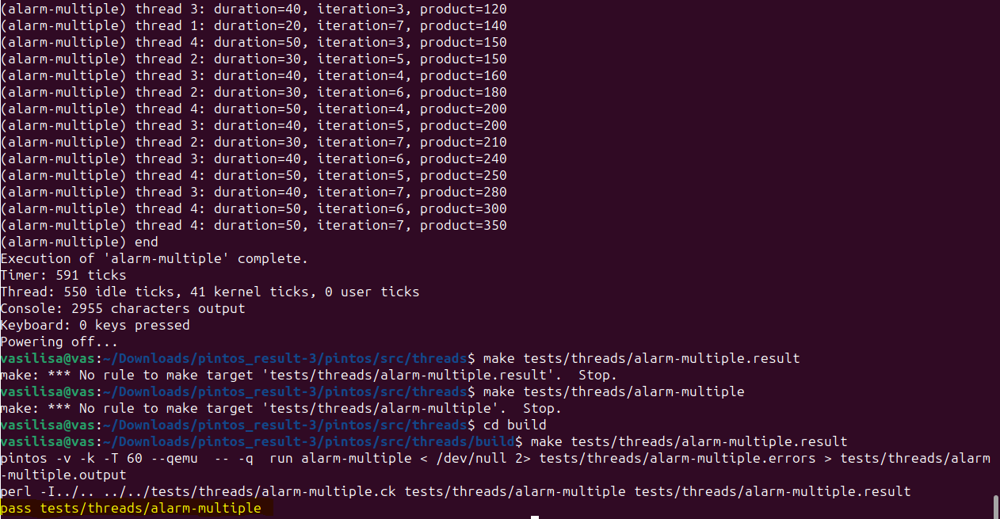 (alarm-multiple) thread 3: duration=40, iteration=3, product=120
(alarm-multiple) thread 1: duration=20, iteration=7, product=140
(alarm-multiple) thread 4: duration=50, iteration=3, product=150
(alarm-multiple) thread 2: duration=30, iteration=5, product=150
(alarm-multiple) thread 3: duration=40, iteration=4, product=160
(alarm-multiple) thread 2: duration=30, iteration=6, product=180
(alarm-multiple) thread 4: duration=50, iteration=4, product=200
(alarm-multiple) thread 3: duration=40, iteration=5, product=200
(alarm-multiple) thread 2: duration=30, iteration=7, product=210
(alarm-multiple) thread 3: duration=40, iteration=6, product=240
(alarm-multiple) thread 4: duration=50, iteration=5, product=250
(alarm-multiple) thread 3: duration=40, iteration=7, product=280
(alarm-multiple) thread 4: duration=50, iteration=6, product=300
(alarm-multiple) thread 4: duration=50, iteration=7, product=350
(alarm-multiple) end
Execution of 'alarm-multiple' complete.
Timer: 591 ticks
Thread: 550 idle ticks, 41 kernel ticks, 0 user ticks
Console: 2955 characters output
Keyboard: 0 keys pressed
Powering off...
vasilisa@vas:~/Downloads/pintos_result-3/pintos/src/threads$ make tests/threads/alarm-multiple.result
make: *** No rule to make target 'tests/threads/alarm-multiple.result'.  Stop.
vasilisa@vas:~/Downloads/pintos_result-3/pintos/src/threads$ make tests/threads/alarm-multiple
make: *** No rule to make target 'tests/threads/alarm-multiple'.  Stop.
vasilisa@vas:~/Downloads/pintos_result-3/pintos/src/threads$ cd build
vasilisa@vas:~/Downloads/pintos_result-3/pintos/src/threads/build$ make tests/threads/alarm-multiple.result
pintos -v -k -T 60 --qemu  -- -q  run alarm-multiple < /dev/null 2> tests/threads/alarm-multiple.errors > tests/threads/alarm
-multiple.output
perl -I../.. ../../tests/threads/alarm-multiple.ck tests/threads/alarm-multiple tests/threads/alarm-multiple.result
pass tests/threads/alarm-multiple